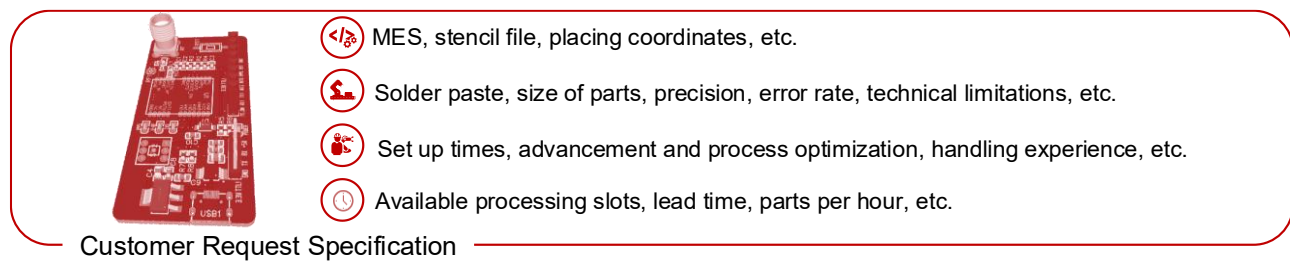 MES, stencil file, placing coordinates, etc.
Solder paste, size of parts, precision, error rate, technical limitations, etc.
Set up times, advancement and process optimization, handling experience, etc.
Available processing slots, lead time, parts per hour, etc.
USB1
Customer Request Specification